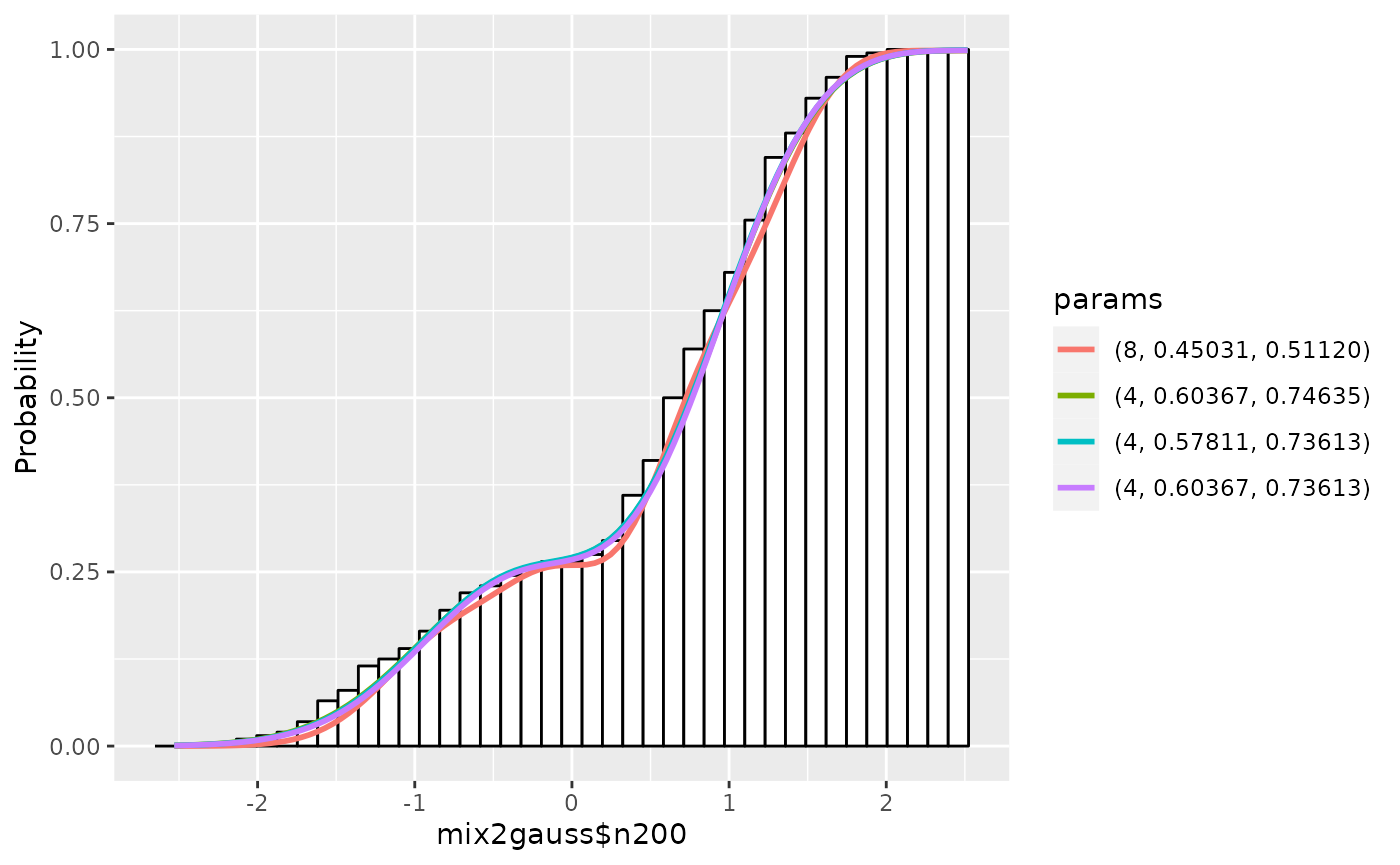 1.00
0.75
0.50
0.25
0.00
Probability
-2
-1
0
1
2
mix2gauss$n200
params
(8, 0.45031, 0.51120)
(4, 0.60367, 0.74635)
(4, 0.57811, 0.73613)
(4, 0.60367, 0.73613)